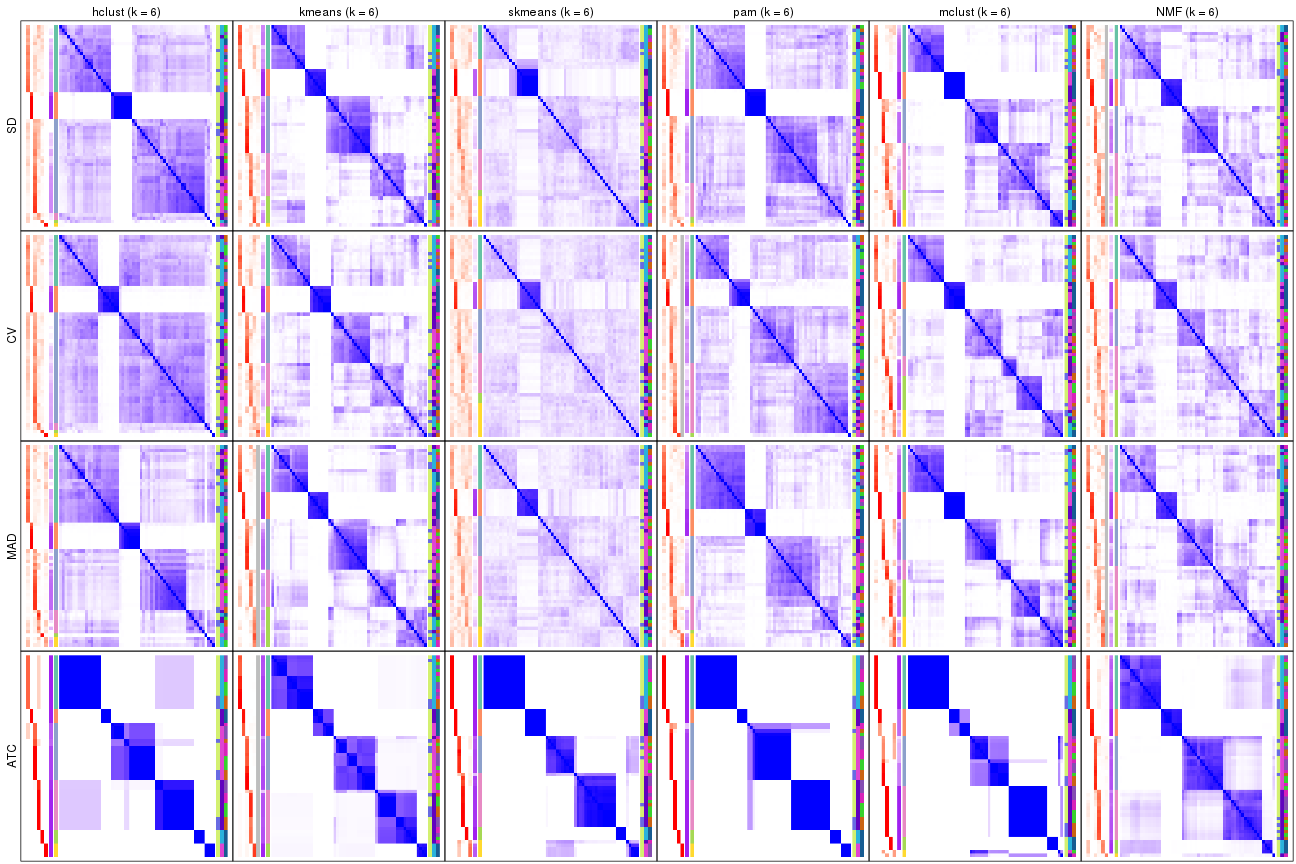 hclust (k = 6) kmeans (k = 6) skmeans (k = 6) pam (k = 6) mclust (k = 6) NMF (k = 6)
SD
CV
MAD
ATC